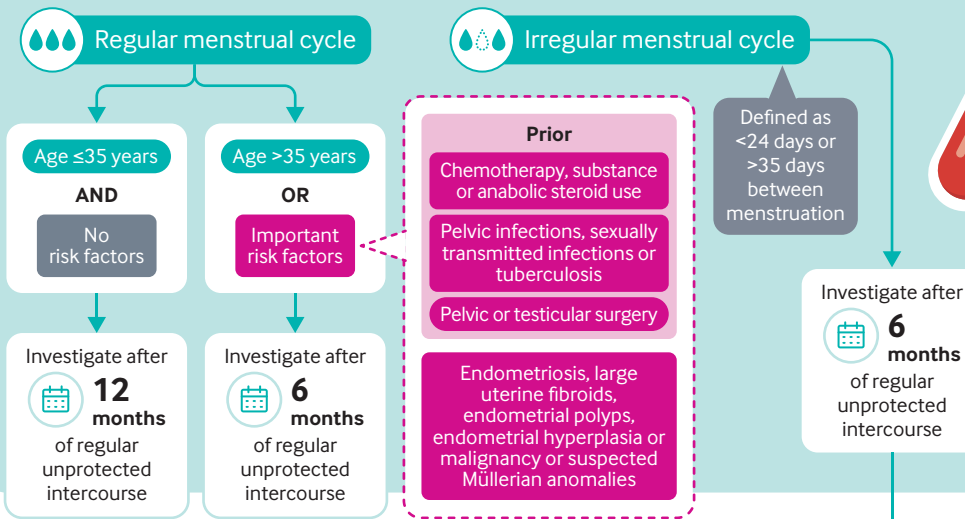 Regular menstrual cycle
Age ≤35 years
AND
No
risk factors
Investigate after
12
months
of regular
unprotected
intercourse
Age >35 years
OR
Important
risk factors
Investigate after
6
months
of regular
unprotected
intercourse
Prior
Chemotherapy, substance
or anabolic steroid use
Pelvic infections, sexually
transmitted infections or
tuberculosis
Pelvic or testicular surgery
Endometriosis, large
uterine fibroids,
endometrial polyps,
endometrial hyperplasia or
malignancy or suspected
Müllerian anomalies
Irregular menstrual cycle
Defined as
<24 days or
>35 days
between
menstruation
Investigate after
6
months
of regular
unprotected
intercourse